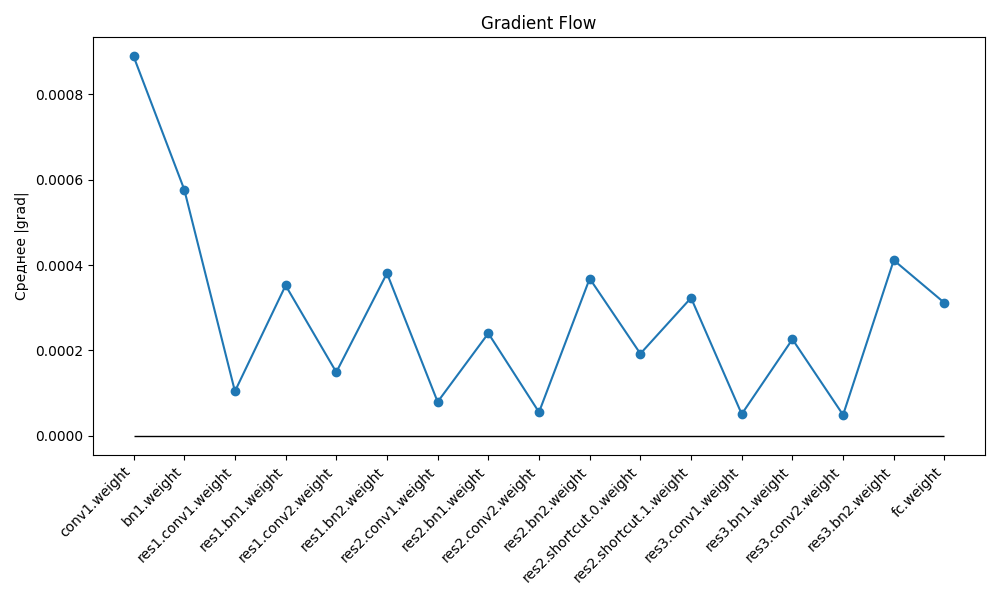 Gradient Flow
Среднее |grad|
0.0008
0.0006
0.0004
0.0002
0.0000
conv1.weight
bn1.weight
res1.conv1.weight
res1.bn1.weight
res1.conv2.weight
res1.bn2.weight
res2.conv1.weight
res2.bn1.weight
res2.conv2.weight
res2.bn2.weight
res2.shortcut.0.weight
res2.shortcut.1.weight
res3.conv1.weight
res3.bn1.weight
res3.conv2.weight
res3.bn2.weight
fc.weight